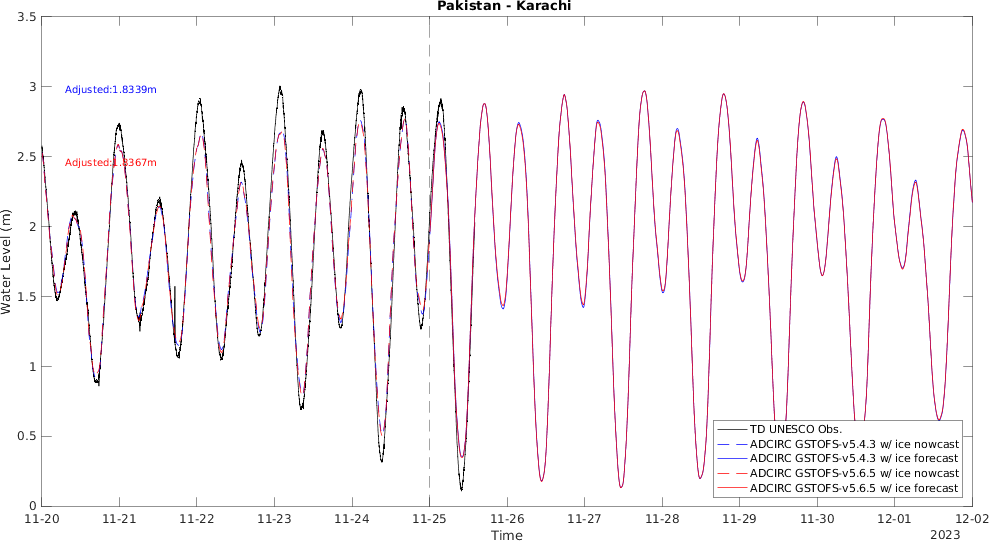 Pakistan - Karachi
3.5
3
2.5
2
1.5
1
0.5
0
Water Level (m)
Adjusted:1.8339m
Adjusted:1.8367m
TD UNESCO Obs.
ADCIRC GSTOFS-v5.4.3 w/ ice nowcast
ADCIRC GSTOFS-v5.4.3 w/ ice forecast
ADCIRC GSTOFS-v5.6.5 w/ ice nowcast
ADCIRC GSTOFS-v5.6.5 w/ ice forecast
11-20 11-21 11-22 11-23 11-24 11-25 11-26 11-27 11-28 11-29 11-30 12-01 12-02
Time
2023